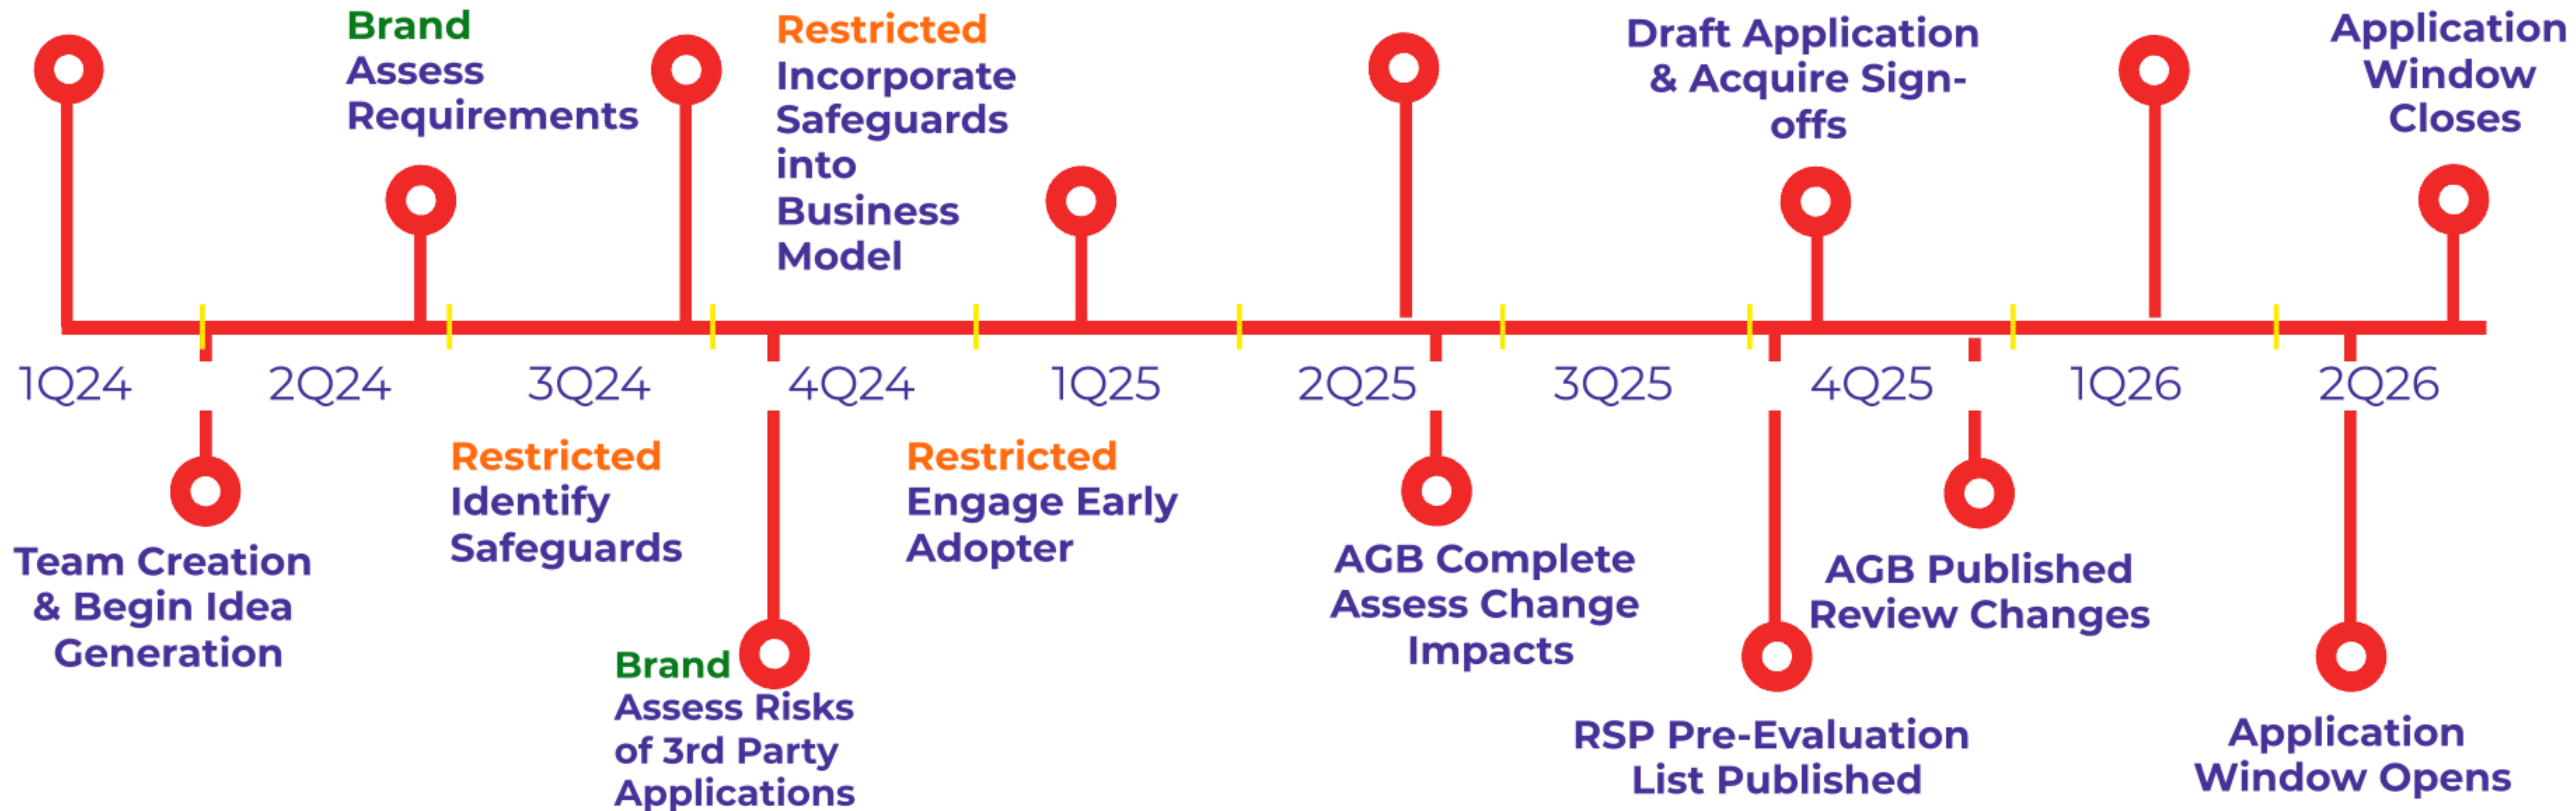 Brand
Assess
Requirements
Restricted
Incorporate
Safeguards
into
Business
Model
Draft Application
& Acquire Sign-
offs
Application
Window
Closes
1Q24
2Q24
3Q24
4Q24
1Q25
2Q25
3Q25
4Q25
1Q26
2Q26
Team Creation
& Begin Idea
Generation
Restricted
Identify
Safeguards
Brand
Assess Risks
of 3rd Party
Applications
Restricted
Engage Early
Adopter
AGB Complete
Assess Change
Impacts
RSP Pre-Evaluation
List Published
AGB Published
Review Changes
Application
Window Opens